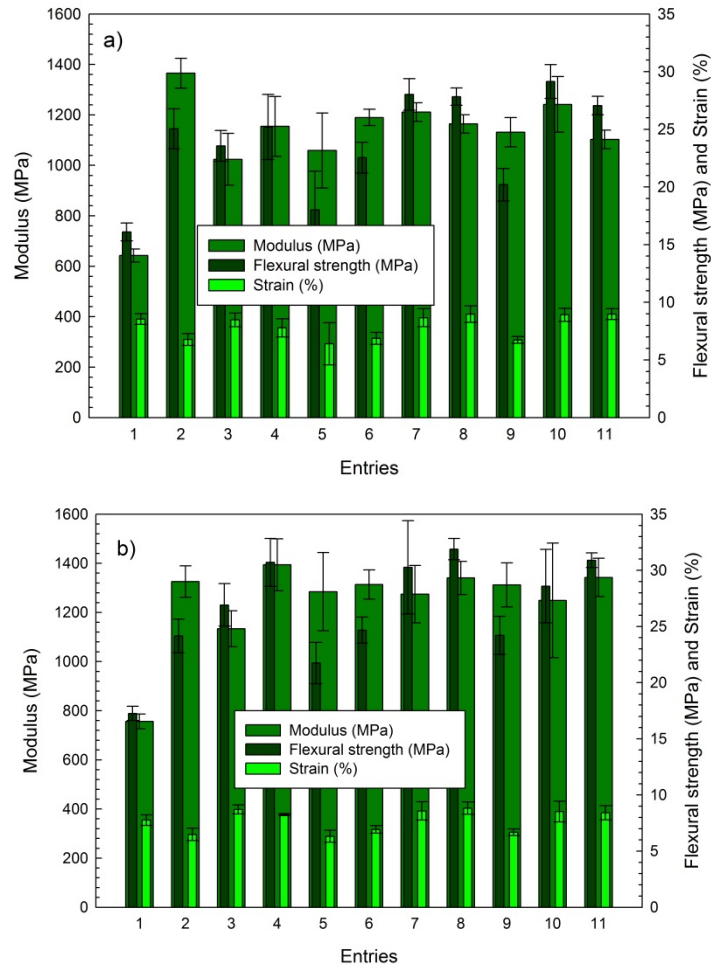 a)
Modulus (MPa)
1600
1400
1200
1000
800
600
400
200
0
35
30
25
20
15
10
5
0
Flexural strength (MPa) and Strain (%)
Modulus (MPa)
Flexural strength (MPa)
Strain (%)
1 2 3 4 5 6 7 8 9 10 11
Entries
b)
Modulus (MPa)
1600
1400
1200
1000
800
600
400
200
0
35
30
25
20
15
10
5
0
Flexural strength (MPa) and Strain (%)
Modulus (MPa)
Flexural strength (MPa)
Strain (%)
1 2 3 4 5 6 7 8 9 10 11
Entries